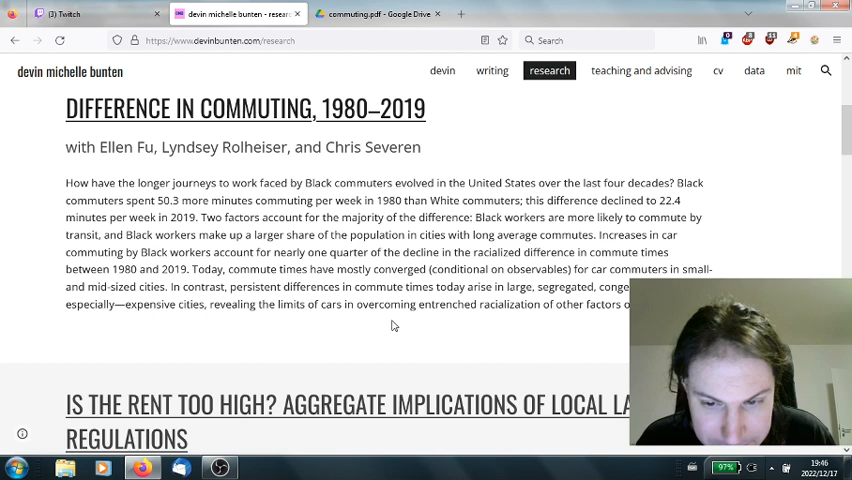 (3) Twitch
devin michelle bunten - researc
commuting.pdf - Google Drive
https://www.devinbunten.com/research
Search
devin michelle bunten
devin
writing
research
teaching and advising
cv
data
mit
DIFFERENCE IN COMMUTING, 1980–2019
with Ellen Fu, Lyndsey Rolheiser, and Chris Severen
How have the longer journeys to work faced by Black commuters evolved in the United States over the last four decades? Black
commuters spent 50.3 more minutes commuting per week in 1980 than White commuters; this difference declined to 22.4
minutes per week in 2019. Two factors account for the majority of the difference: Black workers are more likely to commute by
transit, and Black workers make up a larger share of the population in cities with long average commutes. Increases in car
commuting by Black workers account for nearly one quarter of the decline in the racialized difference in commute times
between 1980 and 2019. Today, commute times have mostly converged (conditional on observables) for car commuters in small-
and mid-sized cities. In contrast, persistent differences in commute times today arise in large, segregated, conge
especially—expensive cities, revealing the limits of cars in overcoming entrenched racialization of other factors o
IS THE RENT TOO HIGH? AGGREGATE IMPLICATIONS OF LOCAL LA
REGULATIONS
97%
19:46
2022/12/17